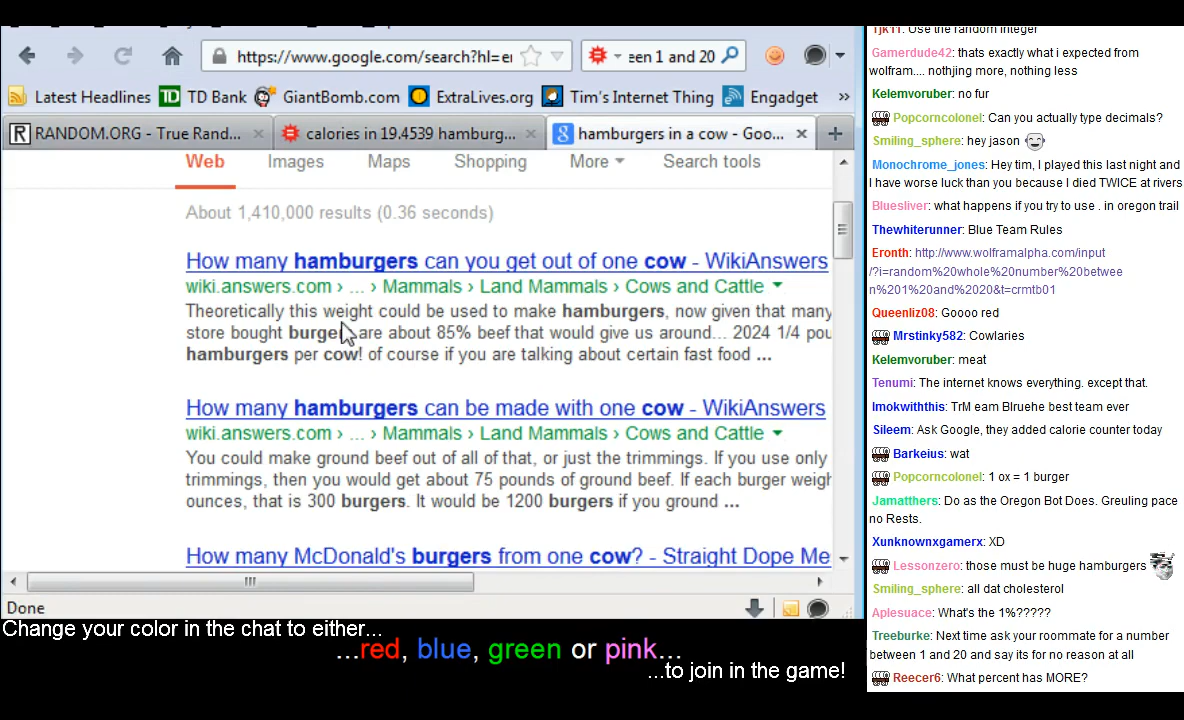 https://www.google.com/search?hl=er
een 1 and 20
Latest Headlines
TD
TD Bank
GiantBomb.com
ExtraLives.org
Tim's Internet Thing
Engadget
»
R
RANDOM.ORG - True Rand...
calories in 19.4539 hamburg...
hamburgers in a cow - Goo...
Web
Images
Maps
Shopping
More
Search tools
About 1,410,000 results (0.36 seconds)
How many hamburgers can you get out of one cow - WikiAnswers
wiki.answers.com › ... › Mammals › Land Mammals › Cows and Cattle
Theoretically this weight could be used to make hamburgers, now given that many
store bought burgers are about 85% beef that would give us around... 2024 1/4 pou
hamburgers per cow! of course if you are talking about certain fast food ...
How many hamburgers can be made with one cow - WikiAnswers
wiki.answers.com › ... › Mammals › Land Mammals › Cows and Cattle
You could make ground beef out of all of that, or just the trimmings. If you use only
trimmings, then you would get about 75 pounds of ground beef. If each burger weigh
ounces, that is 300 burgers. It would be 1200 burgers if you ground ...
How many McDonald's burgers from one cow? - Straight Dope Me
Done
Change your color in the chat to either...
...red, blue, green or pink...
...to join in the game!
Tjk11: Use the random integer
Gamerdude42: thats exactly what i expected from
wolfram.... nothjing more, nothing less
Kelemvoruber: no fur
Popcorncolonel: Can you actually type decimals?
Smiling_sphere: hey jason
Monochrome_jones: Hey tim, I played this last night and
I have worse luck than you because I died TWICE at rivers
Bluesliver: what happens if you try to use . in oregon trail
Thewhiterunner: Blue Team Rules
Eronth: http://www.wolframalpha.com/input
/?i=random%20whole%20number%20betwee
n%201%20and%2020&t=crmtb01
Queenliz08: Goooo red
Mrstinky582: Cowlaries
Kelemvoruber: meat
Tenumi: The internet knows everything. except that.
Imokwiththis: TrM eam Blruehe best team ever
Sileem: Ask Google, they added calorie counter today
Barkeius: wat
Popcorncolonel: 1 ox = 1 burger
Jamatthers: Do as the Oregon Bot Does. Greuling pace
no Rests.
Xunknownxgamerx: XD
Lessonzero: those must be huge hamburgers
Smiling_sphere: all dat cholesterol
Aplesuace: What's the 1%?????
Treeburke: Next time ask your roommate for a number
between 1 and 20 and say its for no reason at all
Reecer6: What percent has MORE?